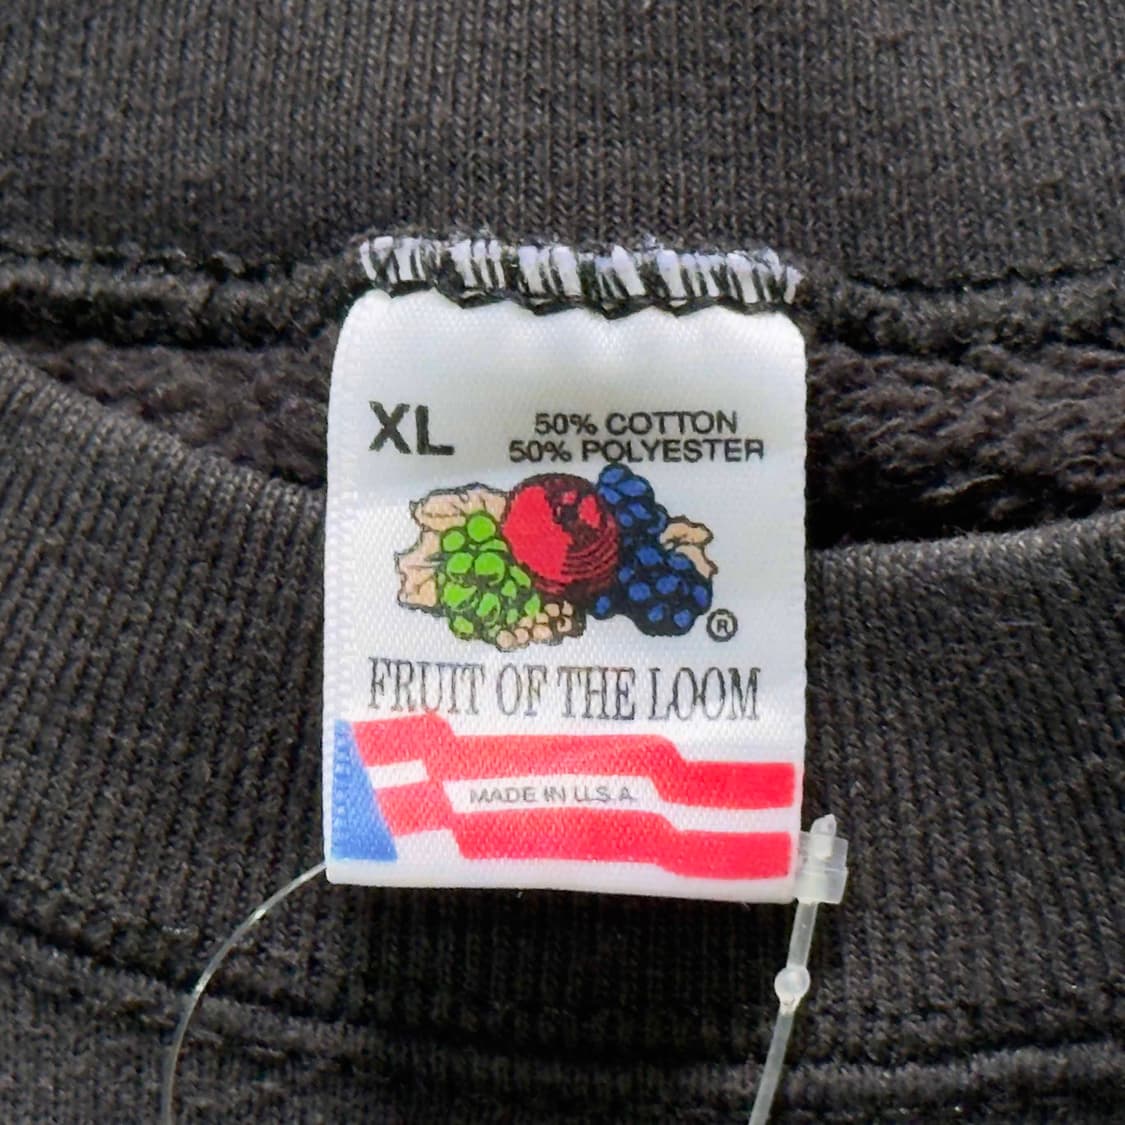 XL
50% COTTON
50% POLYESTER
®
FRUIT OF THE LOOM
MADE IN U.S.A.